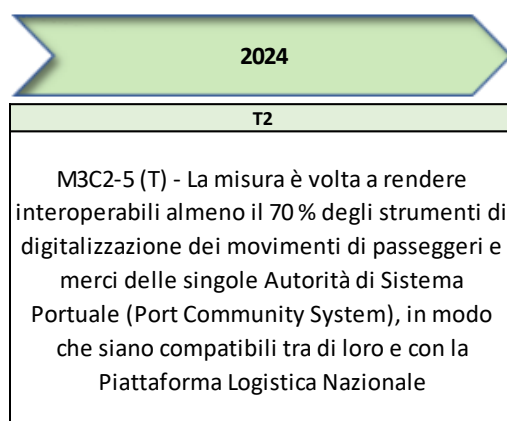 2024
T2
M3C2-5 (T) - La misura è volta a rendere
interoperabili almeno il 70 % degli strumenti di
digitalizzazione dei movimenti di passeggeri e
merci delle singole Autorità di Sistema
Portuale (Port Community System), in modo
che siano compatibili tra di loro e con la
Piattaforma Logistica Nazionale